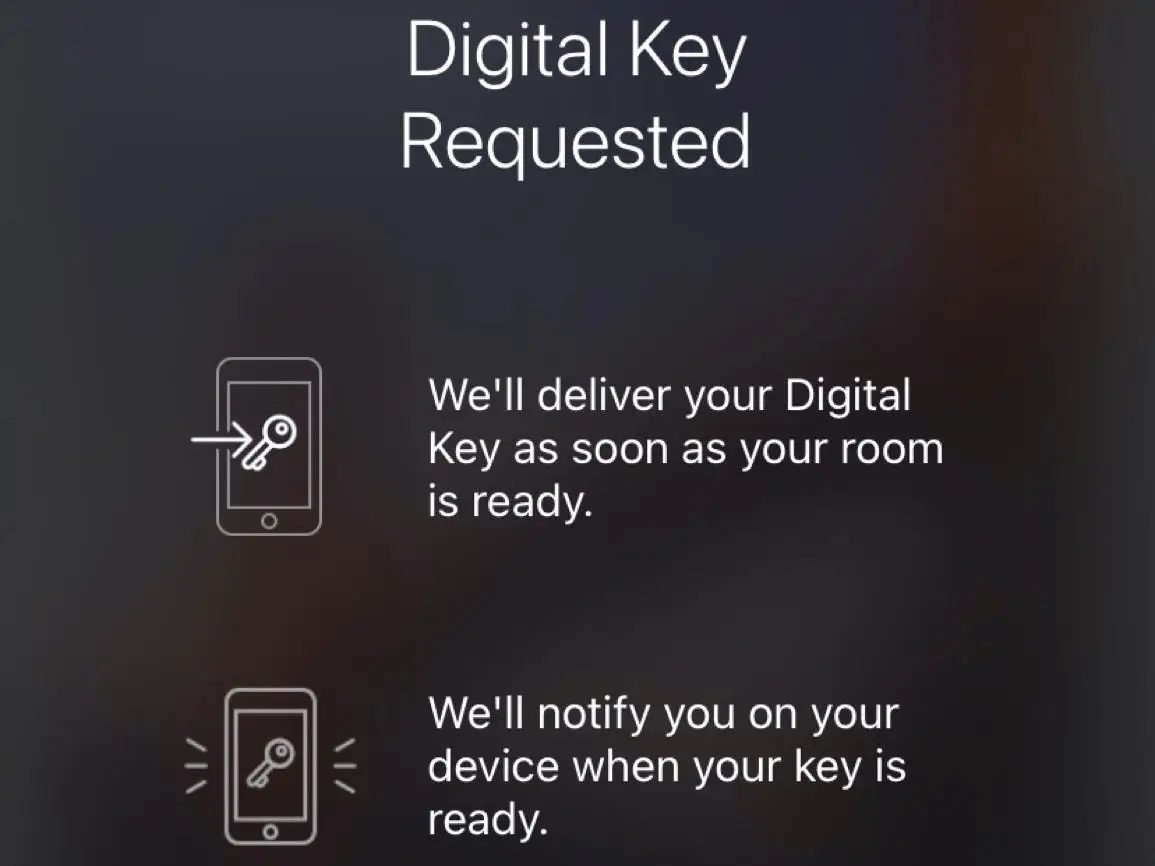 Digital Key
Requested
We'll deliver your Digital
Key as soon as your room
is ready.
We'll notify you on your
device when your key is
ready.